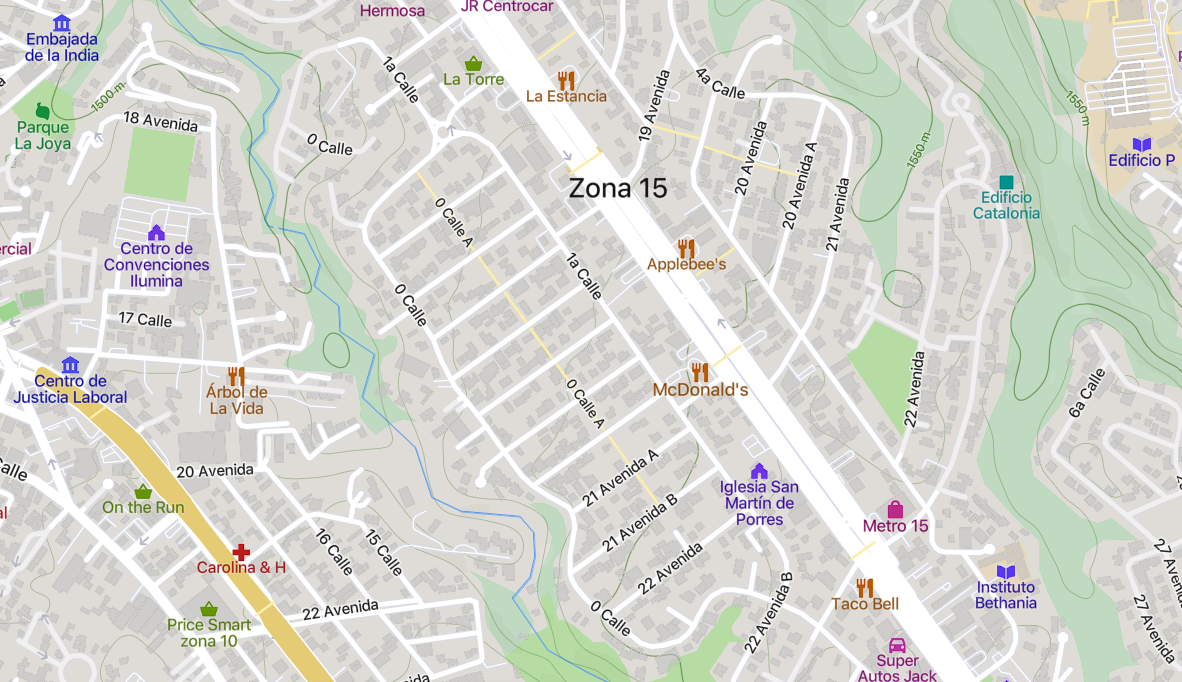 Hermosa
JR Centrocar
Embajada
de la India
1a Calle
La Torre
La Estancia
4a Calle
1500 m
19 Avenida
1550 m
Parque
La Joya
18 Avenida
0 Calle
20 Avenida
20 Avenida A
21 Avenida
1550 m
Edificio P
Zona 15
Edificio
Catalonia
0 Calle A
ercial
Centro de
Convenciones
Ilumina
1a Calle
Applebee's
0 Calle
17 Calle
Centro de
Justicia Laboral
Árbol de
La Vida
0 Calle A
McDonald's
22 Avenida
6a Calle
Calle
20 Avenida
On the Run
21 Avenida A
Iglesia San
Martín de
Porres
21 Avenida B
Metro 15
16 Calle
15 Calle
Carolina & H
22 Avenida
27 Avenida
Instituto
Bethania
Taco Bell
22 Avenida B
0 Calle
22 Avenida
Price Smart
zona 10
27 Avenida
Super
Autos Jack